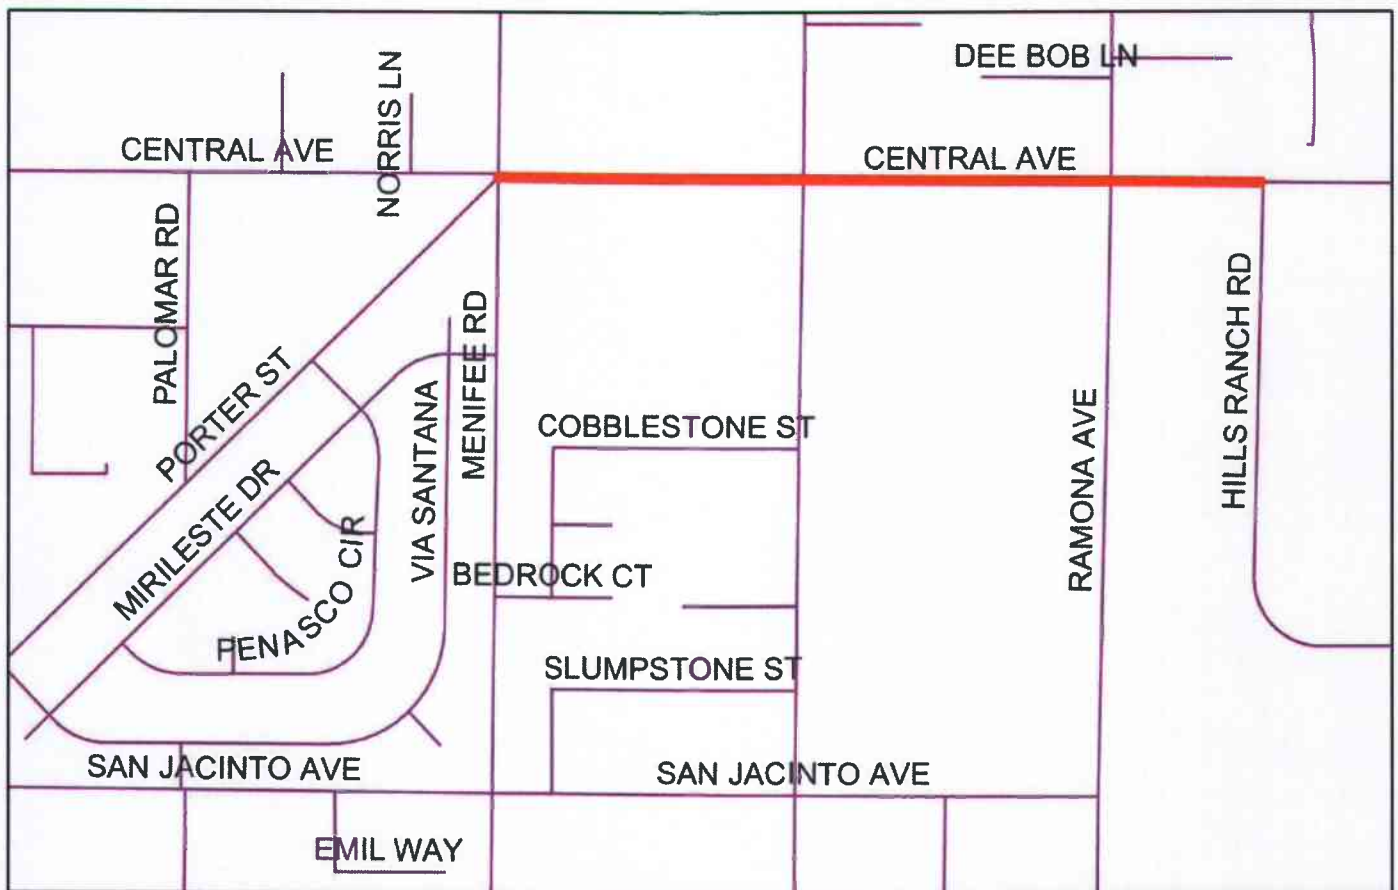 DEE BOB LN
NORRIS LN
CENTRAL AVE
CENTRAL AVE
PALOMAR RD
HILLS RANCH RD
MENIFEE RD
PORTER ST
VIA SANTANA
RAMONA AVE
COBBLESTONE ST
MIRILESTE DR
PENASCO CIR
BEDROCK CT
SLUMPSTONE ST
SAN JACINTO AVE
SAN JACINTO AVE
EMIL WAY